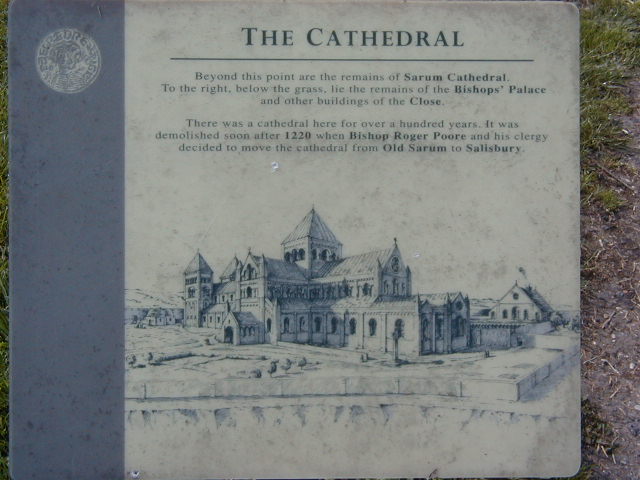 THE CATHEDRAL
Beyond this point are the remains of Sarum Cathedral.
To the right, below the grass, lie the remains of the Bishops' Palace
and other buildings of the Close.
There was a cathedral here for over a hundred years. It was
demolished soon after 1220 when Bishop Roger Poore and his clergy
decided to move the cathedral from Old Sarum to Salisbury.